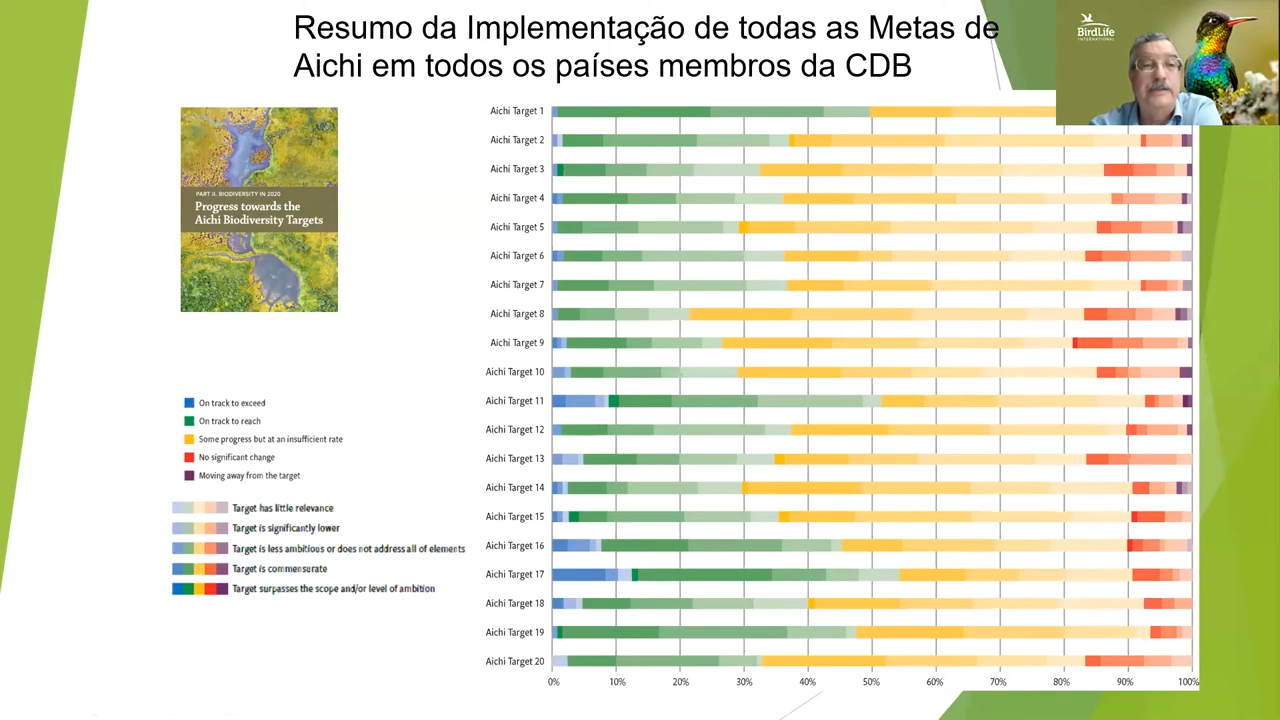 Resumo da Implementação de todas as Metas de
Aichi em todos os países membros da CDB
BirdLife
INTERNATIONAL
PART II. BIODIVERSITY IN 2020
Progress towards the
Aichi Biodiversity Targets
On track to exceed
On track to reach
Some progress but at an insufficient rate
No significant change
Moving away from the target
Target has little relevance
Target is significantly lower
Target is less ambitious or does not address all of elements
Target is commensurate
Target surpasses the scope and/or level of ambition
Aichi Target 1
Aichi Target 2
Aichi Target 3
Aichi Target 4
Aichi Target 5
Aichi Target 6
Aichi Target 7
Aichi Target 8
Aichi Target 9
Aichi Target 10
Aichi Target 11
Aichi Target 12
Aichi Target 13
Aichi Target 14
Aichi Target 15
Aichi Target 16
Aichi Target 17
Aichi Target 18
Aichi Target 19
Aichi Target 20
0% 10% 20% 30% 40% 50% 60% 70% 80% 90% 100%